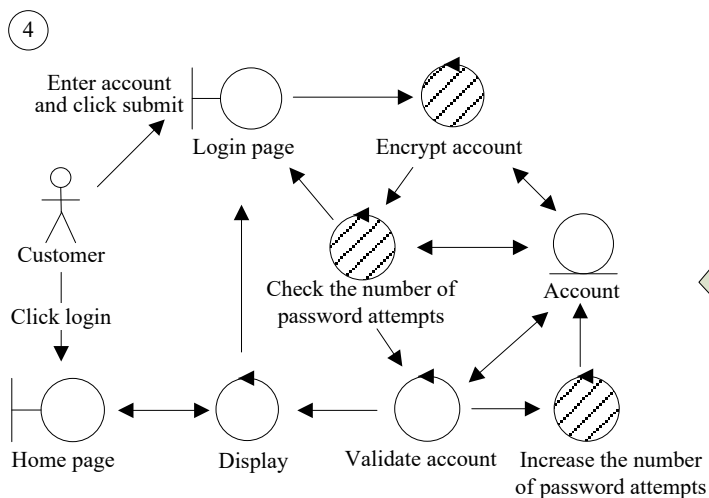 4
Enter account
and click submit
Login page
Encrypt account
Customer
Check the number of
password attempts
Account
Click login
Home page
Display
Validate account
Increase the number
of password attempts